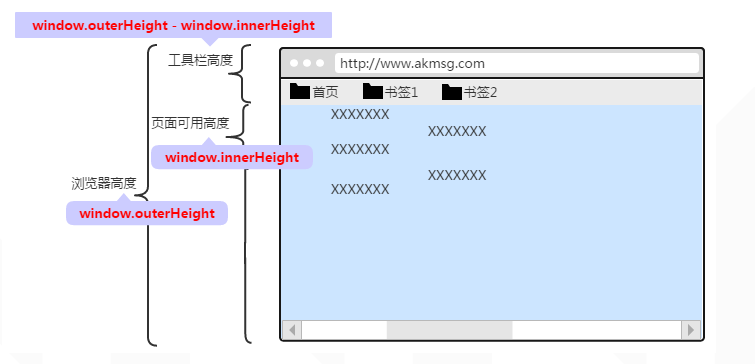 window.outerHeight - window.innerHeight
工具栏高度
页面可用高度
window.innerHeight
浏览器高度
window.outerHeight
http://www.akmsg.com
首页 书签1 书签2
XXXXXXX
XXXXXXX
XXXXXXX
XXXXXXX
XXXXXXX